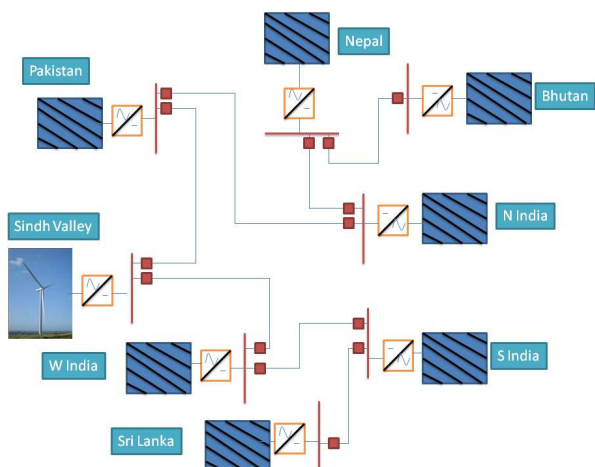 Nepal
Pakistan
Bhutan
N India
Sindh Valley
W India
S India
Sri Lanka